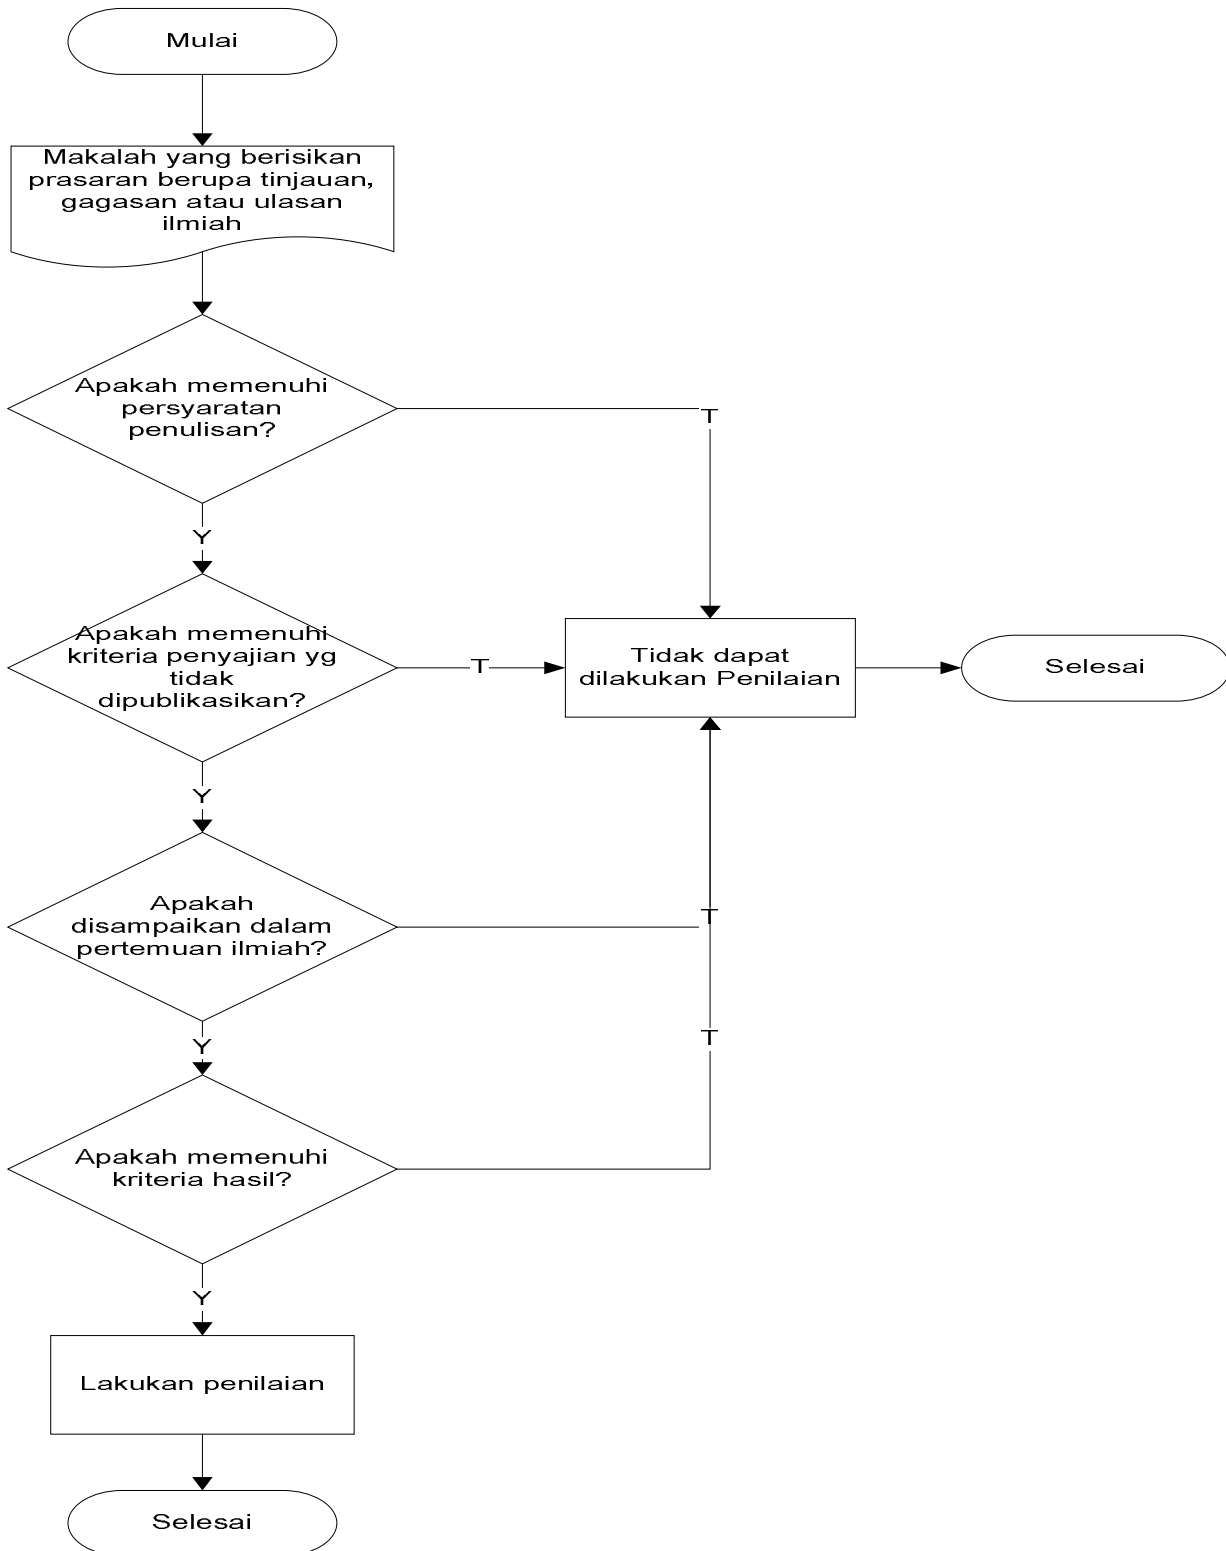 Mulai
Makalah yang berisikan
prasaran berupa tinjauan,
gagasan atau ulasan
ilmiah
Apakah memenuhi
persyaratan
penulisan?
T
Y
Apakah memenuhi
kriteria penyajian yg
tidak
dipublikasikan?
T
Tidak dapat
dilakukan Penilaian
Selesai
Y
Apakah
disampaikan dalam
pertemuan ilmiah?
T
T
Y
Apakah memenuhi
kriteria hasil?
Y
Lakukan penilaian
Selesai